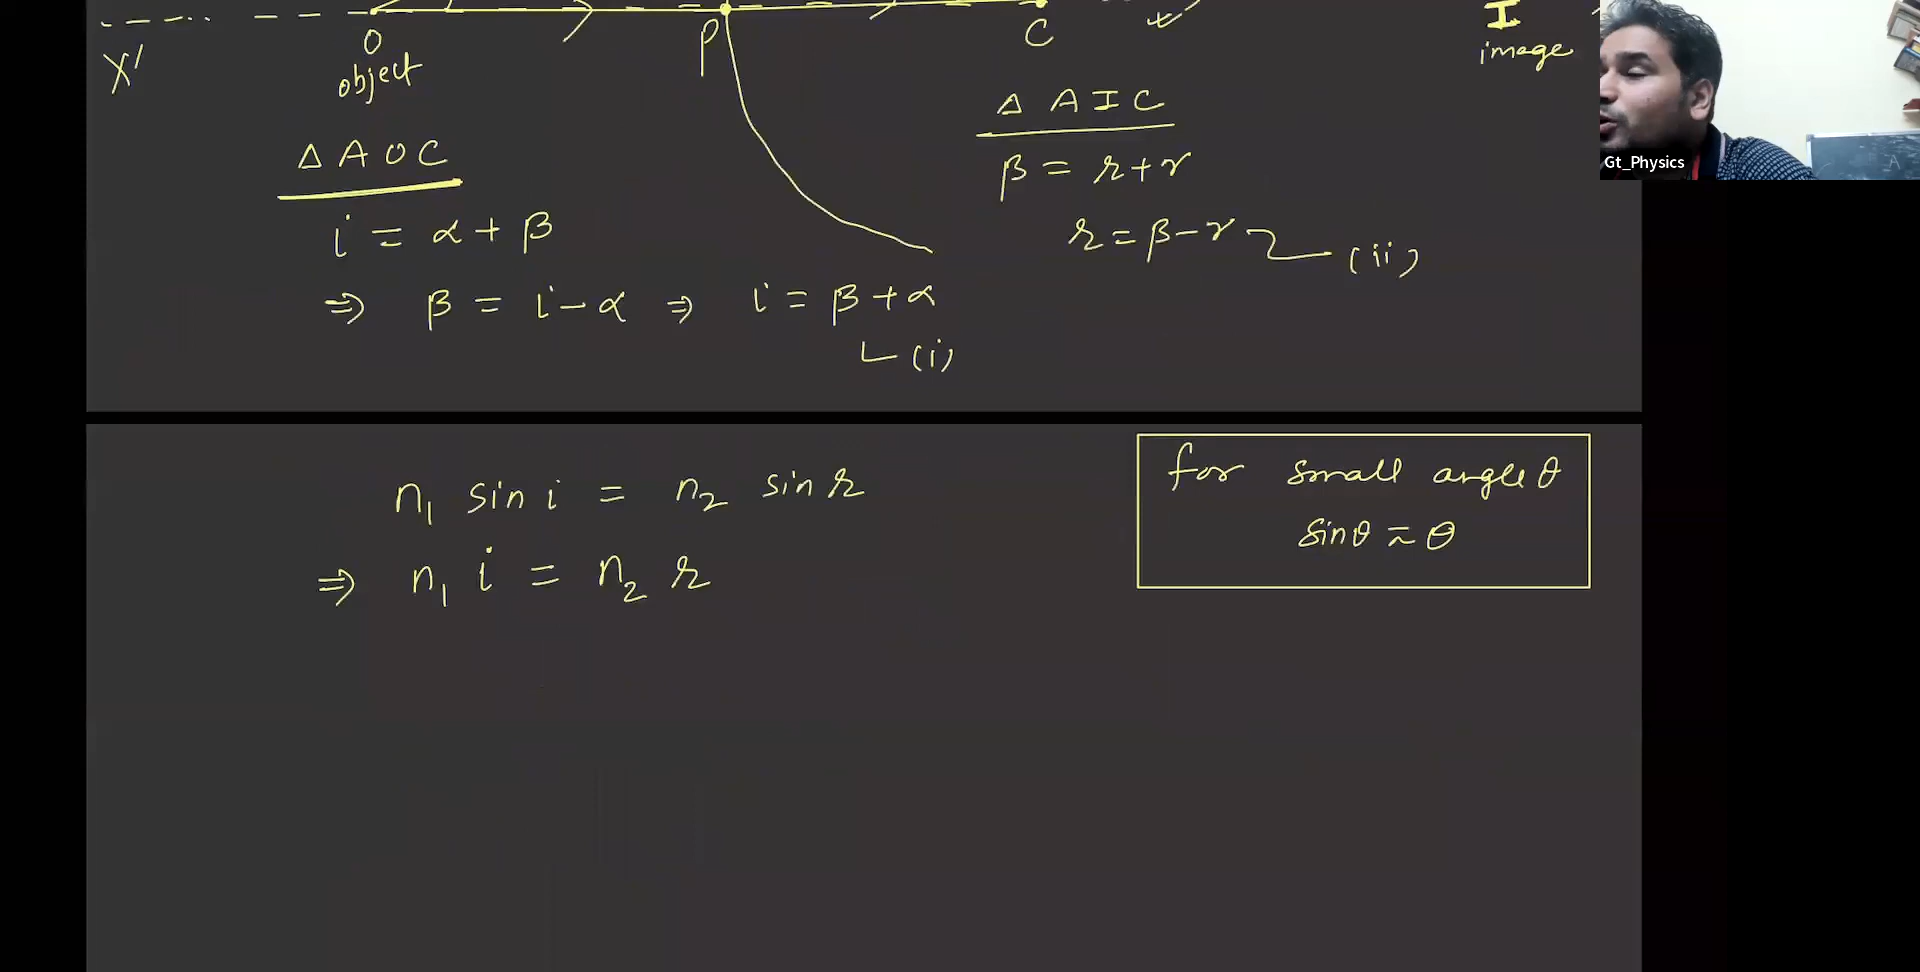 X' O P C I
object image
Gt_Physics
Δ AOC
i = α + β
⇒ β = i - α ⇒ i = β + α
(i)
Δ AIC
β = r + γ
r = β - γ
(ii)
n₁ sin i = n₂ sin r
⇒ n₁ i = n₂ r
for small angle θ
sinθ ≈ θ